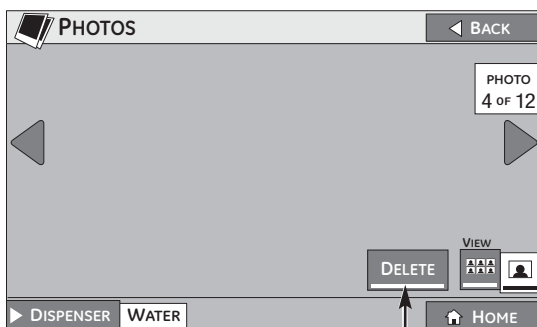 PHOTOS
BACK
PHOTO
4 OF 12
VIEW
DELETE
DISPENSER WATER
HOME